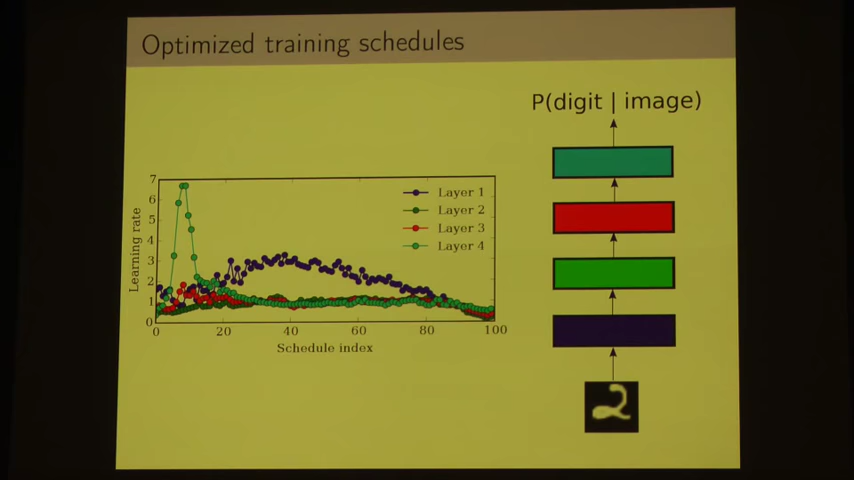 Optimized training schedules
P(digit | image)
7
6
5
4
3
2
1
0
Learning rate
Layer 1
Layer 2
Layer 3
Layer 4
0 20 40 60 80 100
Schedule index
2